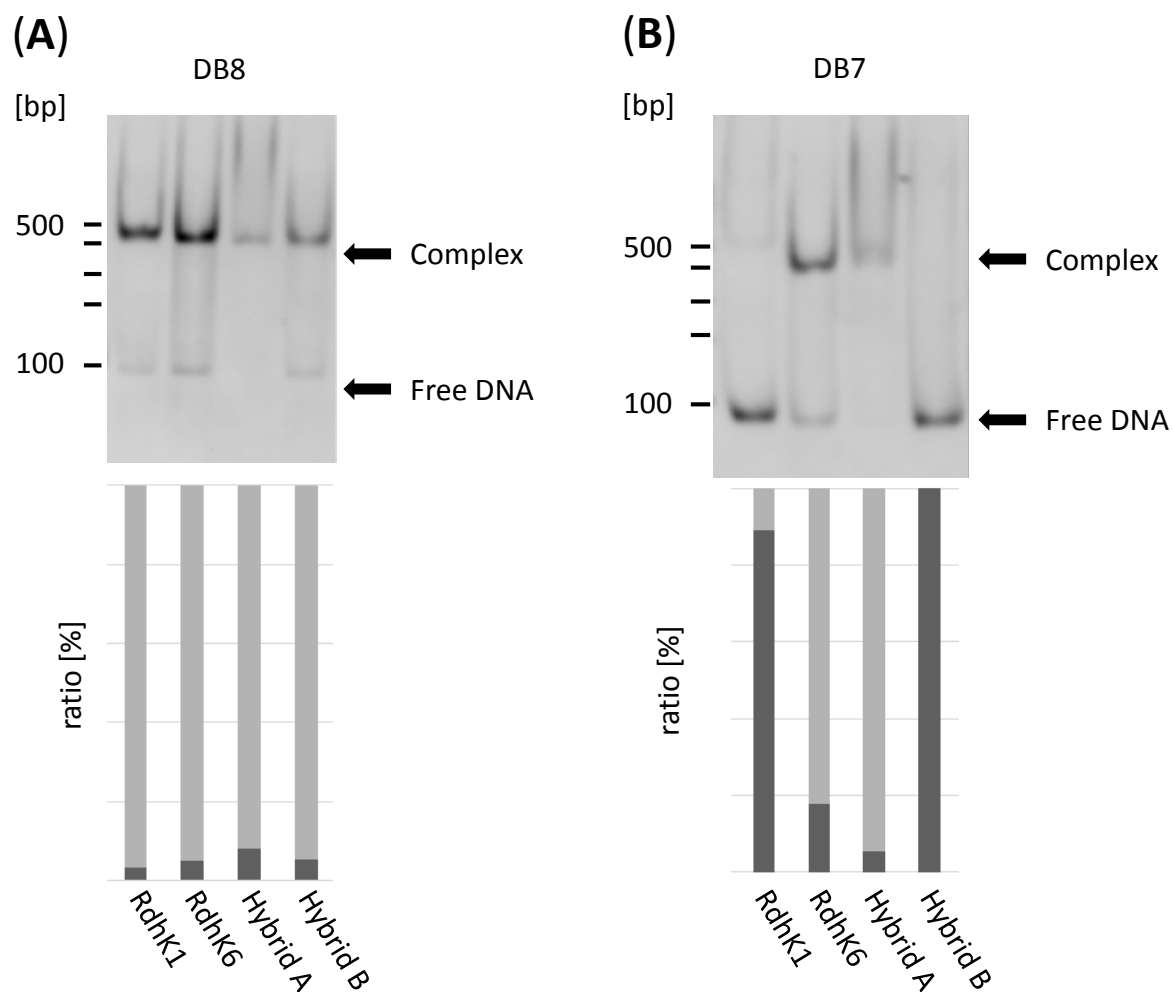 (A)
DB8
[bp]
500
100
Complex
Free DNA
ratio [%]
RdhK1
RdhK6
Hybrid A
Hybrid B
(B)
DB7
[bp]
500
100
Complex
Free DNA
ratio [%]
RdhK1
RdhK6
Hybrid A
Hybrid B